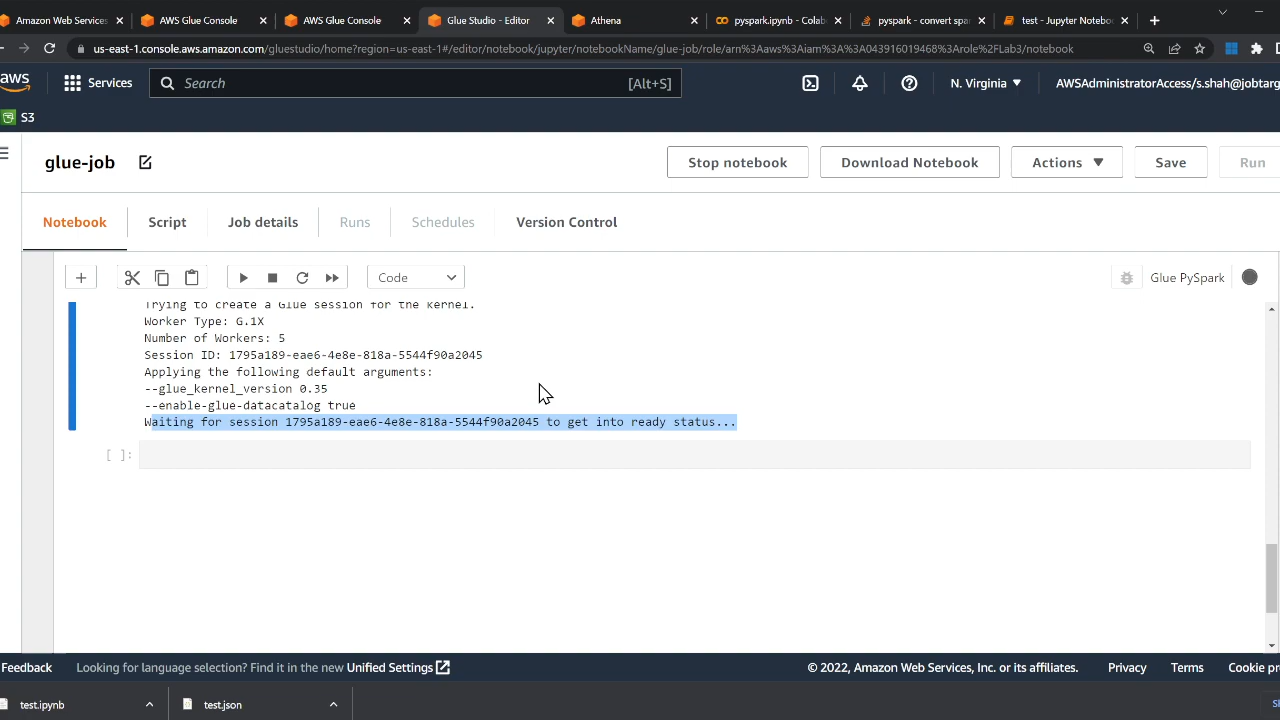 Amazon Web Services
AWS Glue Console
AWS Glue Console
Glue Studio - Editor
Athena
pyspark.ipynb - Colab
pyspark - convert spar
test - Jupyter Notebo
us-east-1.console.aws.amazon.com/gluestudio/home?region=us-east-1#/editor/notebook/jupyter/notebookName/glue-job/role/arn%3Aaws%3Aiam%3A%3A043916019468%3Arole%2FLab3/notebook
aws
Services
Search
[Alt+S]
N. Virginia
AWSAdministratorAccess/s.shah@jobtarg
S3
glue-job
Stop notebook
Download Notebook
Actions
Save
Run
Notebook
Script
Job details
Runs
Schedules
Version Control
Code
Glue PySpark
Trying to create a Glue session for the kernel.
Worker Type: G.1X
Number of Workers: 5
Session ID: 1795a189-eae6-4e8e-818a-5544f90a2045
Applying the following default arguments:
--glue_kernel_version 0.35
--enable-glue-datacatalog true
Waiting for session 1795a189-eae6-4e8e-818a-5544f90a2045 to get into ready status...
[ ]:
Feedback
Looking for language selection? Find it in the new Unified Settings
© 2022, Amazon Web Services, Inc. or its affiliates.
Privacy
Terms
Cookie pr
test.ipynb
test.json